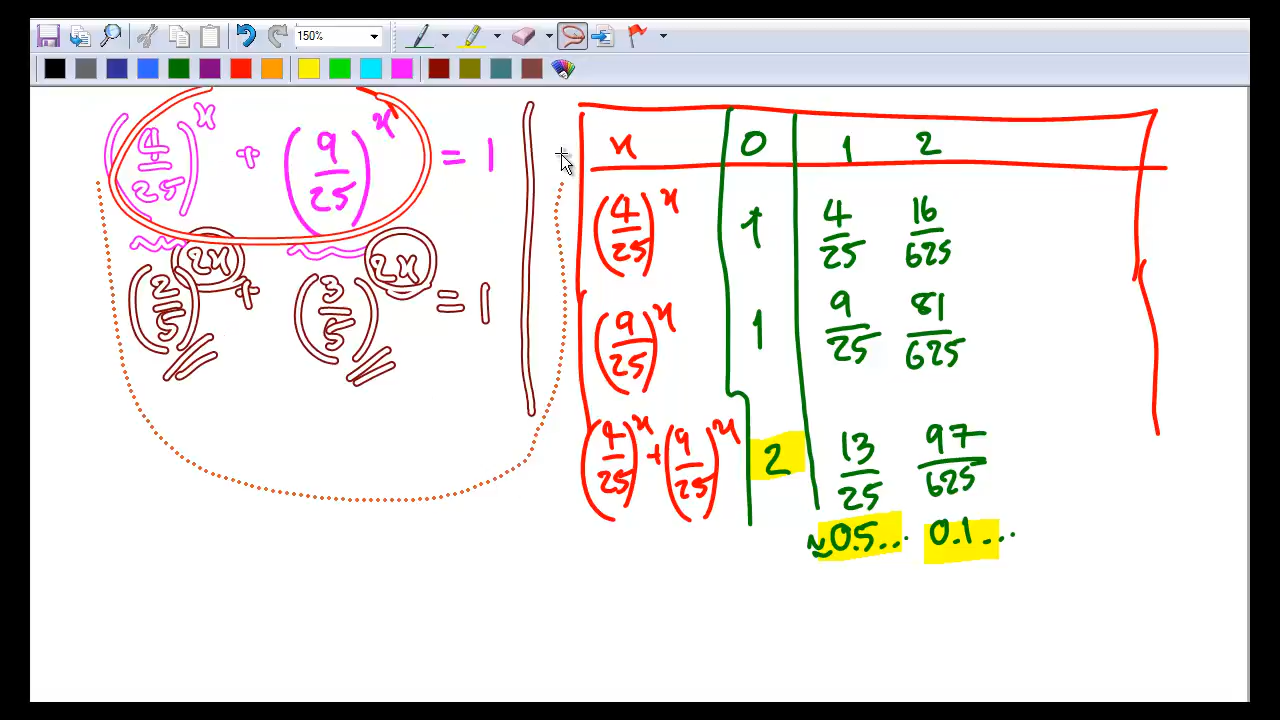 150%
(4/25)^x + (9/25)^x = 1
(2/5)^2x + (3/5)^2x = 1
x 0 1 2
(4/25)^x 1 4/25 16/625
(9/25)^x 1 9/25 81/625
(4/25)^x + (9/25)^x 2 13/25 97/625
≈0.5... 0.1...